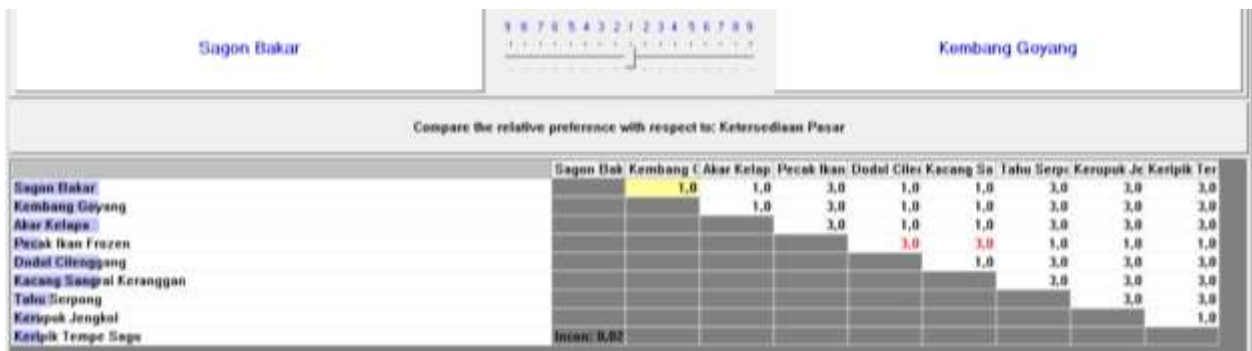 9 8 7 6 5 4 3 2 1 2 3 4 5 6 7 8 9
Sagon Bakar Kembang Goyang
Compare the relative preference with respect to: Ketersediaan Pasar
Sagon Bak Kembang G Akar Kelap Pecak Ikan Dodol Cilen Kacang Sa Tahu Serpo Kerupuk Je Keripik Ter
Sagon Bakar 1,0 1,0 3,0 1,0 1,0 3,0 3,0 3,0
Kembang Goyang 1,0 3,0 1,0 1,0 3,0 3,0 3,0
Akar Kelapa 3,0 1,0 1,0 3,0 3,0 3,0
Pecak Ikan Frozen 3,0 3,0 1,0 1,0 1,0
Dodol Cilenggang 1,0 3,0 3,0 3,0
Kacang Sangrai Keranggan 3,0 3,0 3,0
Tahu Serpong 3,0 3,0
Kerupuk Jengkol 1,0
Keripik Tempe Sagu Incon: 0,02